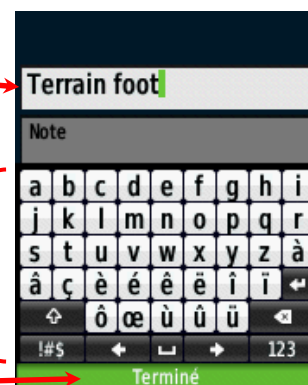 Terrain foot
Note
a b c d e f g h i
j k l m n o p q r
s t u v w x y z à
â ç è é ê ë î ï
ô œ ù û ü
!#$ 123
Terminé